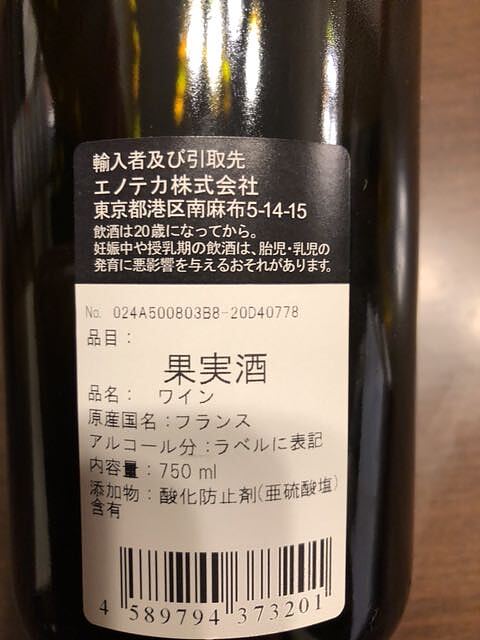 輸入者及び引取先
エノテカ株式会社
東京都港区南麻布5-14-15
飲酒は20歳になってから。
妊娠中や授乳期の飲酒は、胎児・乳児の
発育に悪影響を与えるおそれがあります。
No. 024A500803B8-20D40778
品目：
果実酒
品名： ワイン
原産国名：フランス
アルコール分：ラベルに表記
内容量：750 ml
添加物：酸化防止剤(亜硫酸塩)
含有
4 589794 373201